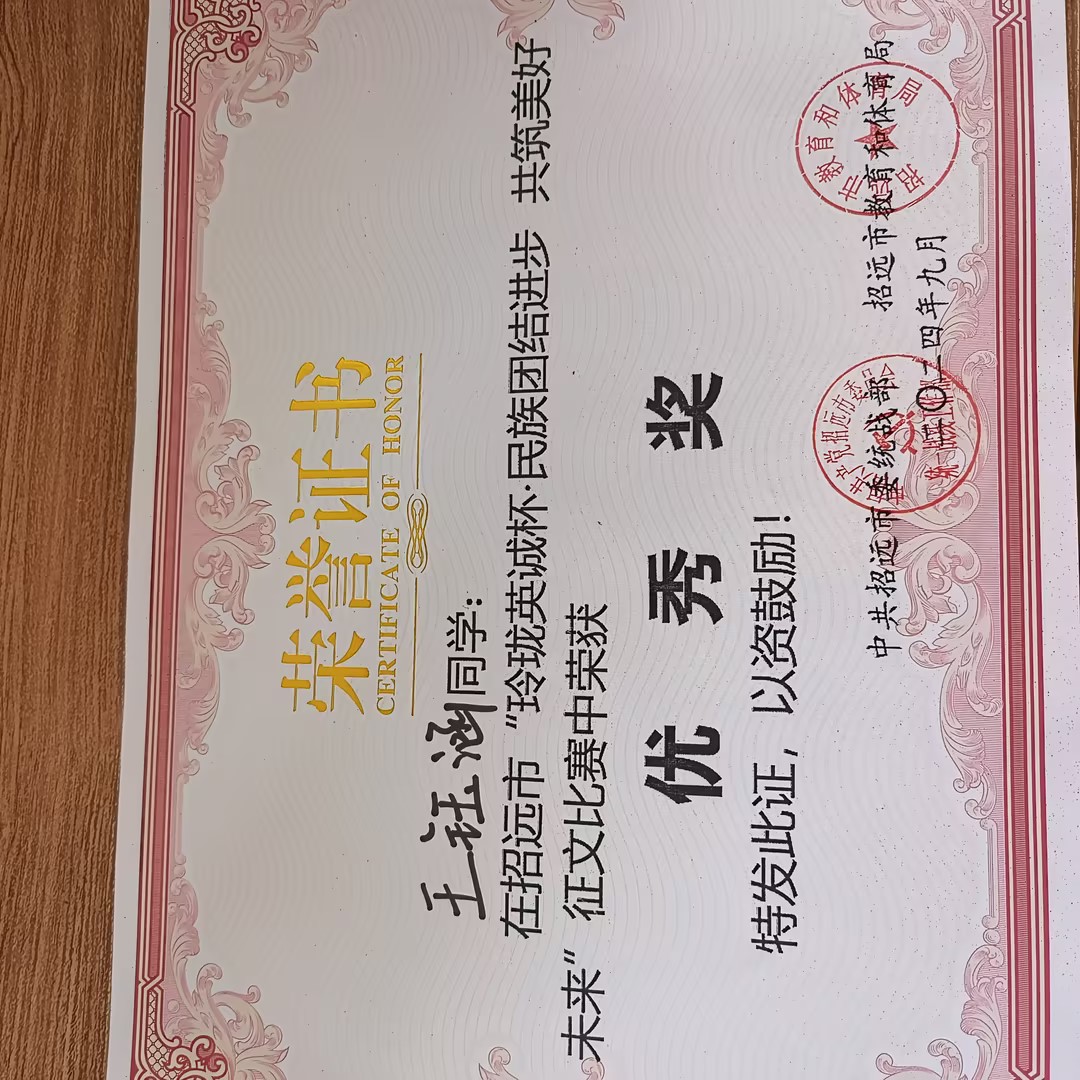 荣誉证书
CERTIFICATE OF HONOR
王钰涵同学：
在招远市“玲珑英诚杯·民族团结进步 共筑美好
未来”征文比赛中荣获
优秀奖
特发此证，以资鼓励！
中共招远市委统战部 招远市教育和体育局
二〇二四年九月